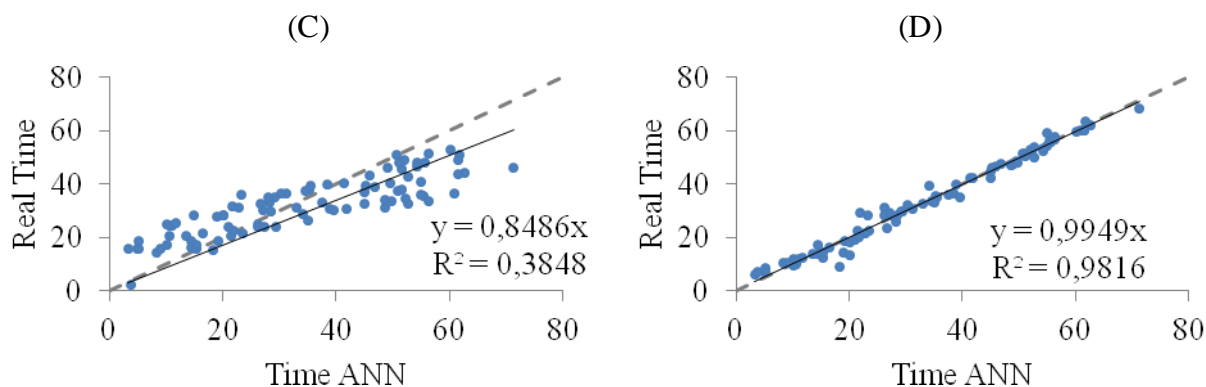 (C)
Real Time
80
60
40
20
0
y = 0,8486x
R² = 0,3848
0 20 40 60 80
Time ANN
(D)
Real Time
80
60
40
20
0
y = 0,9949x
R² = 0,9816
0 20 40 60 80
Time ANN